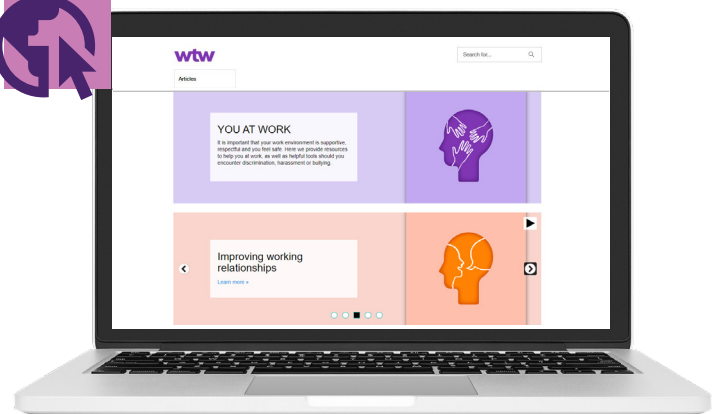 1
wtw
Search for...
Articles
YOU AT WORK
It is important that your work environment is supportive,
respectful and you feel safe. Here we provide resources
to help you at work, as well as helpful tools should you
encounter discrimination, harassment or bullying.
Improving working
relationships
Learn more »